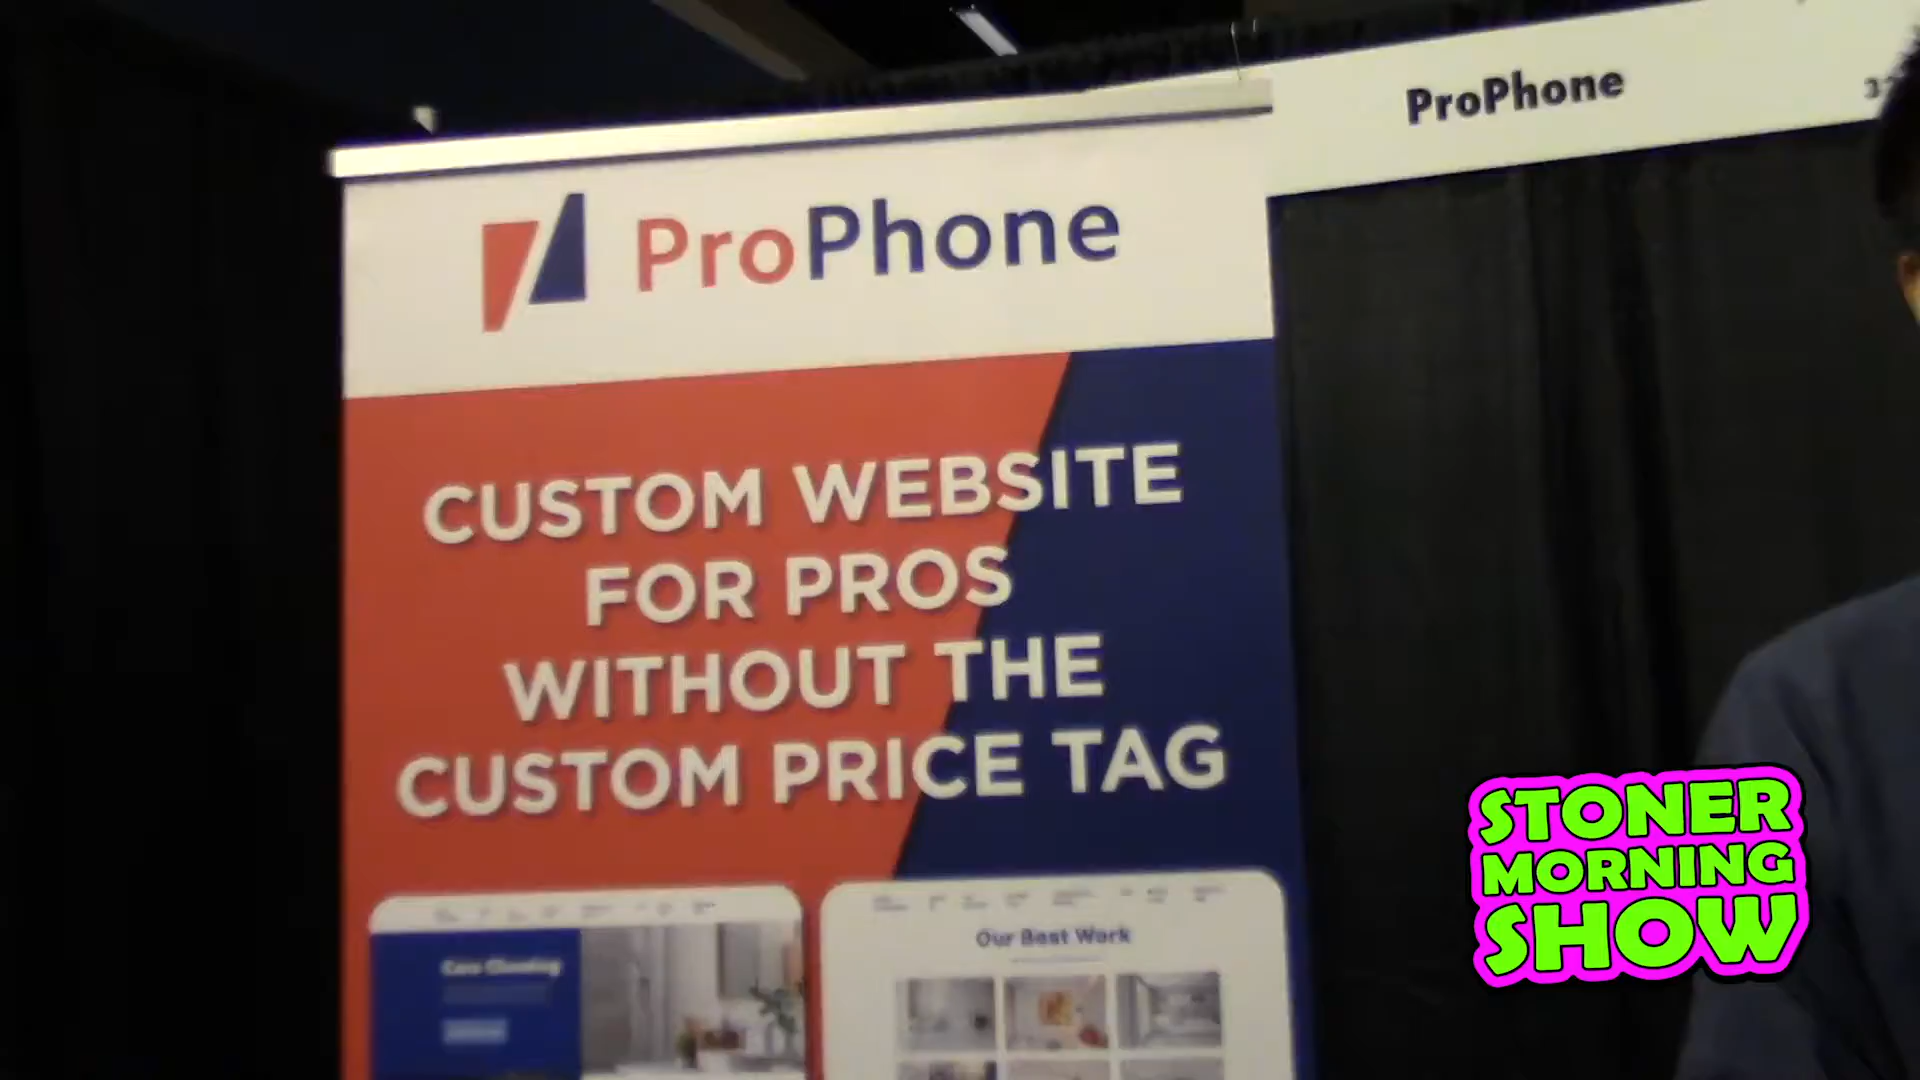 ProPhone
ProPhone
CUSTOM WEBSITE
FOR PROS
WITHOUT THE
CUSTOM PRICE TAG
Our Best Work
STONER
MORNING
SHOW